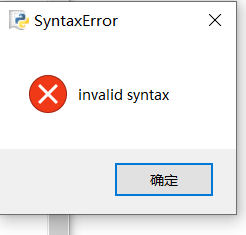 SyntaxError
invalid syntax
确定